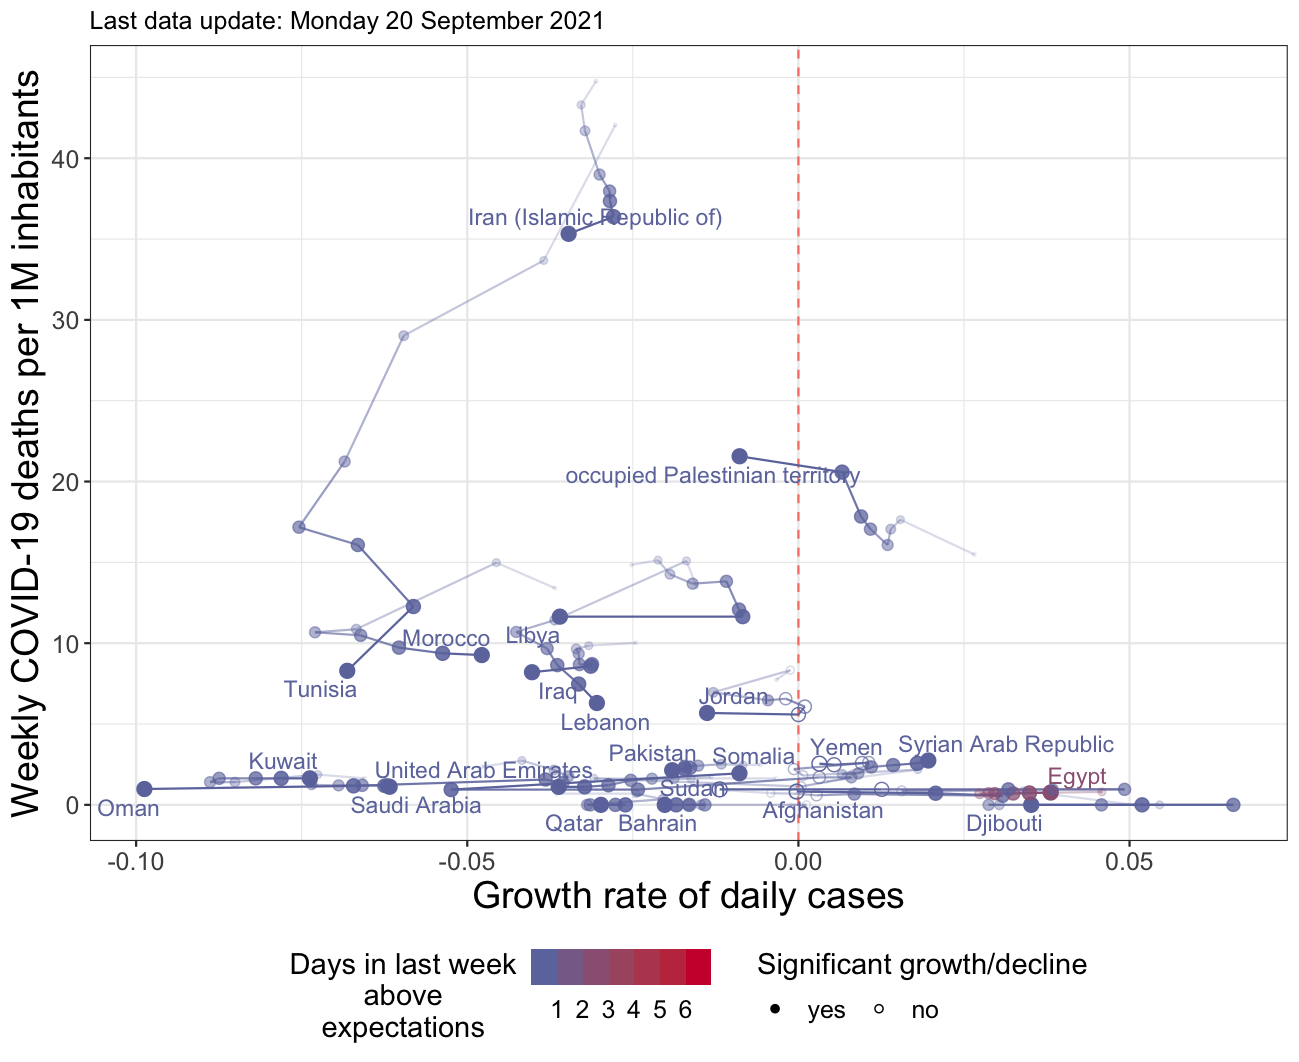 Last data update: Monday 20 September 2021
Weekly COVID-19 deaths per 1M inhabitants
40
30
20
10
0
Iran (Islamic Republic of)
occupied Palestinian territory
Morocco
Libya
Tunisia
Iraq
Jordan
Lebanon
Kuwait
Pakistan
Somalia
Yemen
Syrian Arab Republic
United Arab Emirates
Egypt
Oman
Saudi Arabia
Sudan
Afghanistan
Qatar
Bahrain
Djibouti
-0.10
-0.05
0.00
0.05
Growth rate of daily cases
Days in last week
above
expectations
1 2 3 4 5 6
Significant growth/decline
yes
no